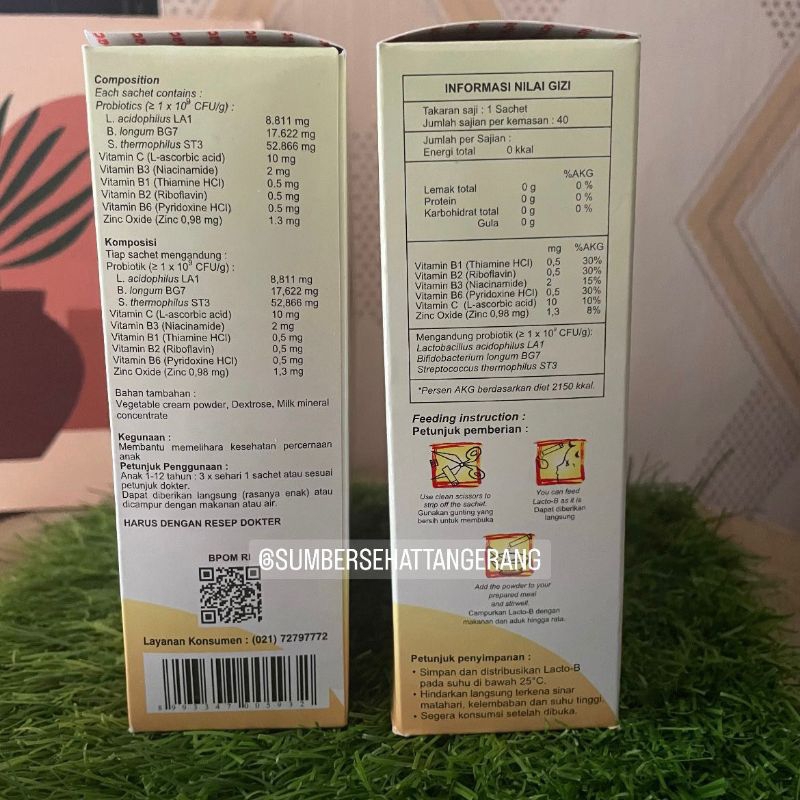 Composition
Each sachet contains :
Probiotics (≥ 1 x 10⁹ CFU/g) :
L. acidophilus LA1 8.811 mg
B. longum BG7 17.622 mg
S. thermophilus ST3 52.866 mg
Vitamin C (L-ascorbic acid) 10 mg
Vitamin B3 (Niacinamide) 2 mg
Vitamin B1 (Thiamine HCl) 0.5 mg
Vitamin B2 (Riboflavin) 0.5 mg
Vitamin B6 (Pyridoxine HCl) 0.5 mg
Zinc Oxide (Zinc 0,98 mg) 1.3 mg
Komposisi
Tiap sachet mengandung :
Probiotik (≥ 1 x 10⁹ CFU/g) :
L. acidophilus LA1 8,811 mg
B. longum BG7 17,622 mg
S. thermophilus ST3 52,866 mg
Vitamin C (L-ascorbic acid) 10 mg
Vitamin B3 (Niacinamide) 2 mg
Vitamin B1 (Thiamine HCl) 0,5 mg
Vitamin B2 (Riboflavin) 0,5 mg
Vitamin B6 (Pyridoxine HCl) 0,5 mg
Zinc Oxide (Zinc 0,98 mg) 1,3 mg
Bahan tambahan :
Vegetable cream powder, Dextrose, Milk mineral
concentrate
Kegunaan :
Membantu memelihara kesehatan percernaan
anak
Petunjuk Penggunaan :
Anak 1-12 tahun : 3 x sehari 1 sachet atau sesuai
petunjuk dokter.
Dapat diberikan langsung (rasanya enak) atau
dicampur dengan makanan atau air.
HARUS DENGAN RESEP DOKTER
BPOM RI
Layanan Konsumen : (021) 72797772
8 993347 005932
INFORMASI NILAI GIZI
Takaran saji : 1 Sachet
Jumlah sajian per kemasan : 40
Jumlah per Sajian :
Energi total 0 kkal
%AKG
Lemak total 0 g 0 %
Protein 0 g 0 %
Karbohidrat total 0 g 0 %
Gula 0 g
mg %AKG
Vitamin B1 (Thiamine HCl) 0,5 30%
Vitamin B2 (Riboflavin) 0,5 30%
Vitamin B3 (Niacinamide) 2 15%
Vitamin B6 (Pyridoxine HCl) 0,5 30%
Vitamin C (L-ascorbic acid) 10 10%
Zinc Oxide (Zinc 0,98 mg) 1,3 8%
Mengandung probiotik (≥ 1 x 10⁹ CFU/g):
Lactobacillus acidophilus LA1
Bifidobacterium longum BG7
Streptococcus thermophilus ST3
*Persen AKG berdasarkan diet 2150 kkal.
Feeding instruction :
Petunjuk pemberian :
Use clean scissors to
strip off the sachet.
Gunakan gunting yang
bersih untuk membuka
You can feed
Lacto-B as it is
Dapat diberikan
langsung
@SUMBERSEHATTANGERANG
Add the powder to your
prepared meal
and stirwell.
Campurkan Lacto-B dengan
makanan dan aduk hingga rata.
Petunjuk penyimpanan :
• Simpan dan distribusikan Lacto-B
pada suhu di bawah 25°C.
• Hindarkan langsung terkena sinar
matahari, kelembaban dan suhu tinggi.
• Segera konsumsi setelah dibuka.